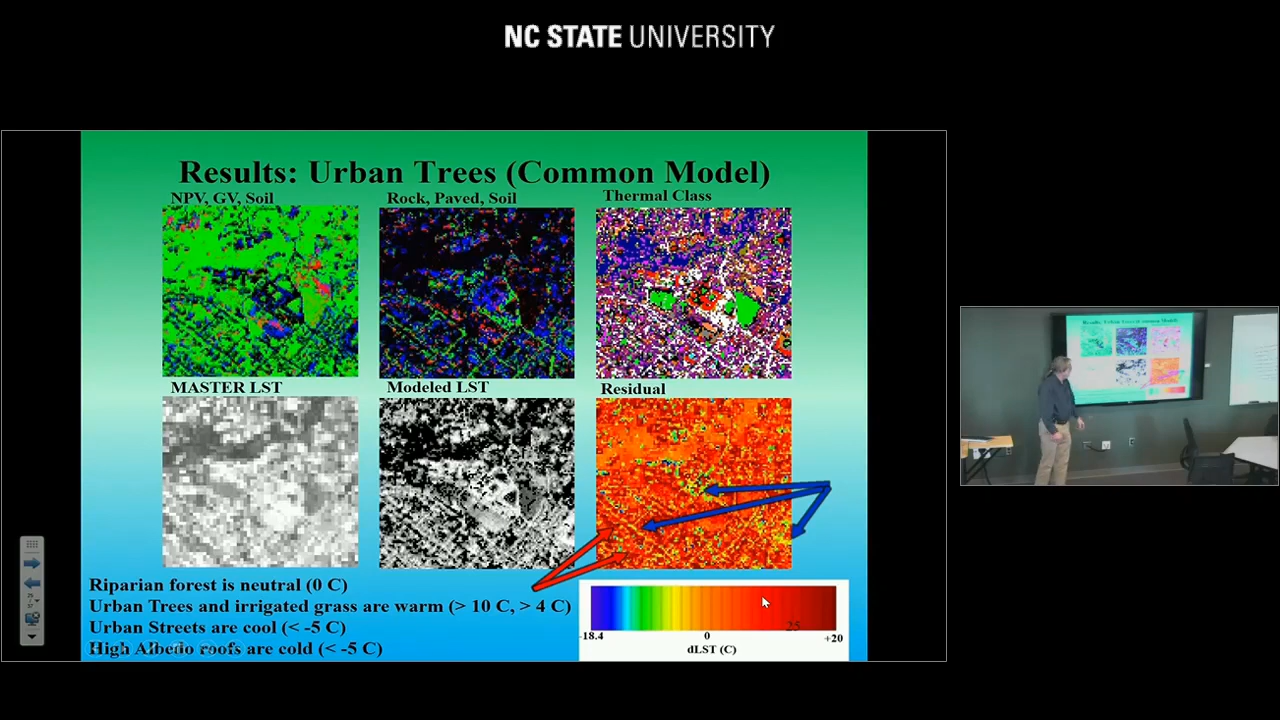 NC STATE UNIVERSITY
Results: Urban Trees (Common Model)
NPV, GV, Soil
Rock, Paved, Soil
Thermal Class
MASTER LST
Modeled LST
Residual
Riparian forest is neutral (0 C)
Urban Trees and irrigated grass are warm (> 10 C, > 4 C)
Urban Streets are cool (< -5 C)
High Albedo roofs are cold (< -5 C)
25
-18.4
0
+20
dLST (C)